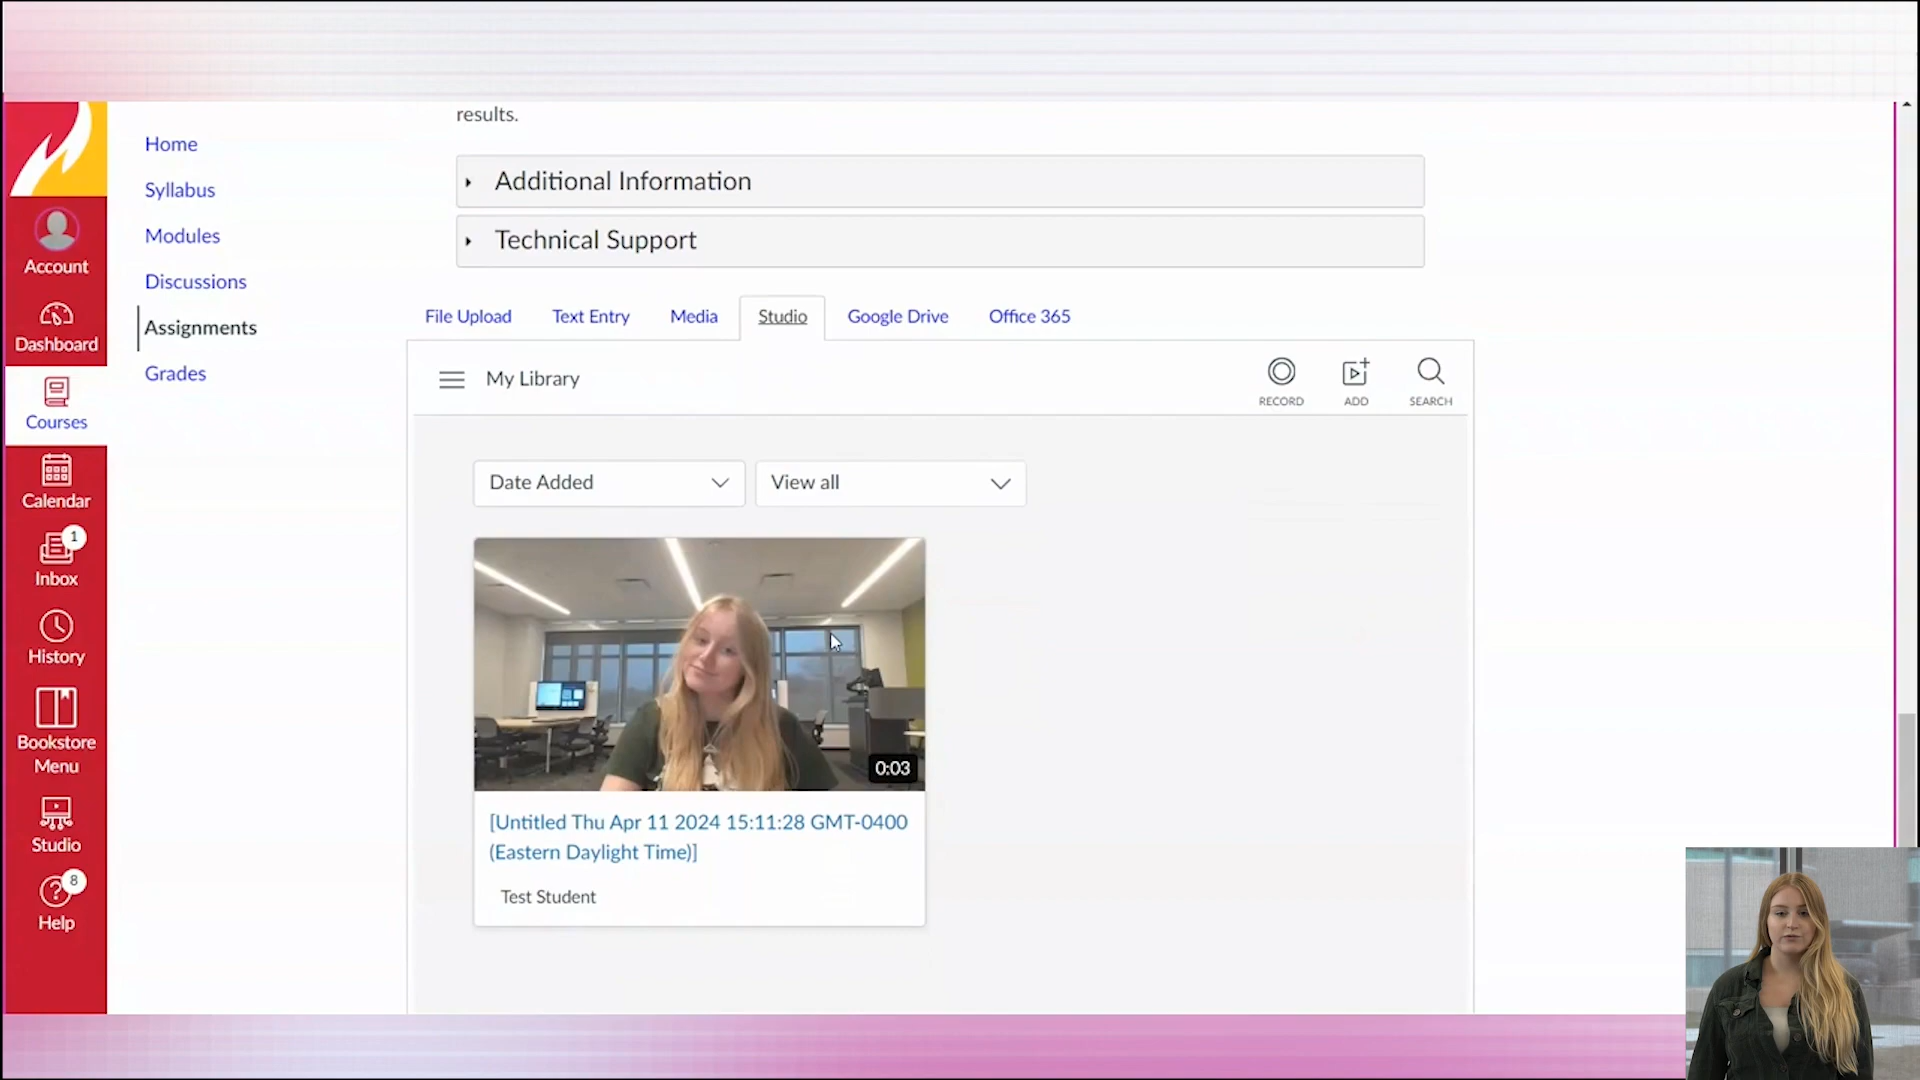 results.
Home
Syllabus
Modules
Discussions
Assignments
Grades
Account
Dashboard
Courses
Calendar
1
Inbox
History
Bookstore
Menu
Studio
8
Help
Additional Information
Technical Support
File Upload
Text Entry
Media
Studio
Google Drive
Office 365
My Library
RECORD
ADD
SEARCH
Date Added
View all
0:03
[Untitled Thu Apr 11 2024 15:11:28 GMT-0400
(Eastern Daylight Time)]
Test Student